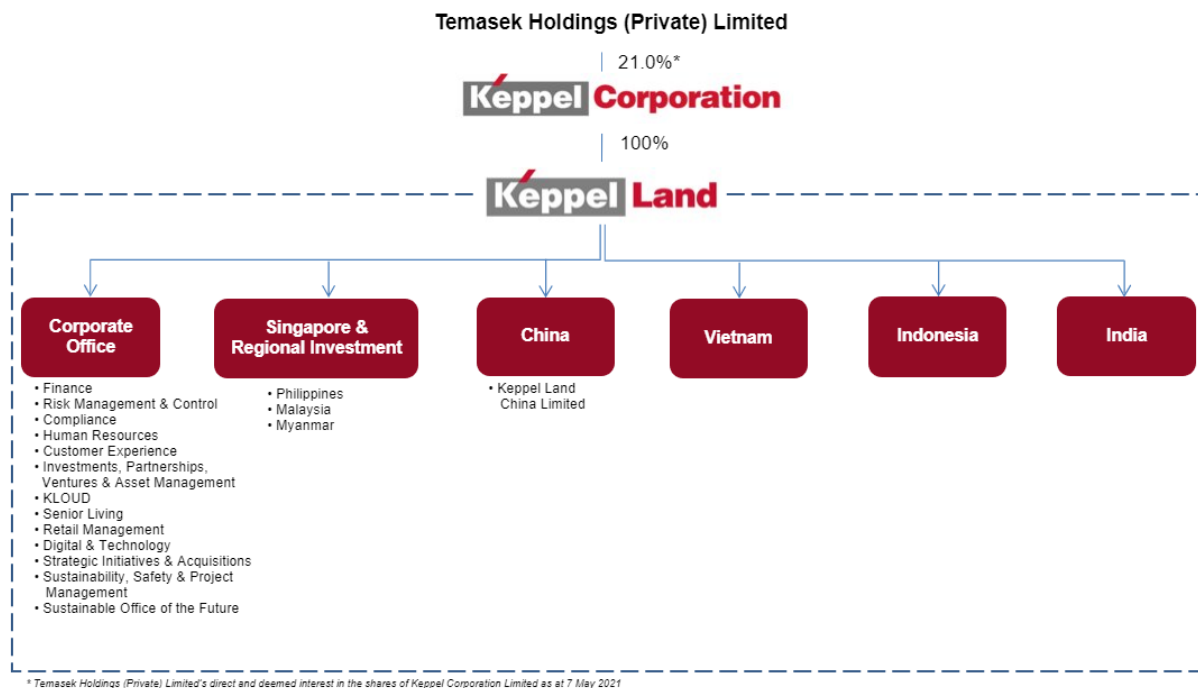 Temasek Holdings (Private) Limited
21.0%*
Keppel Corporation
100%
Keppel Land
Corporate
Office
• Finance
• Risk Management & Control
• Compliance
• Human Resources
• Customer Experience
• Investments, Partnerships,
Ventures & Asset Management
• KLOUD
• Senior Living
• Retail Management
• Digital & Technology
• Strategic Initiatives & Acquisitions
• Sustainability, Safety & Project
Management
• Sustainable Office of the Future
Singapore &
Regional Investment
• Philippines
• Malaysia
• Myanmar
China
• Keppel Land
China Limited
Vietnam
Indonesia
India
* Temasek Holdings (Private) Limited's direct and deemed interest in the shares of Keppel Corporation Limited as at 7 May 2021